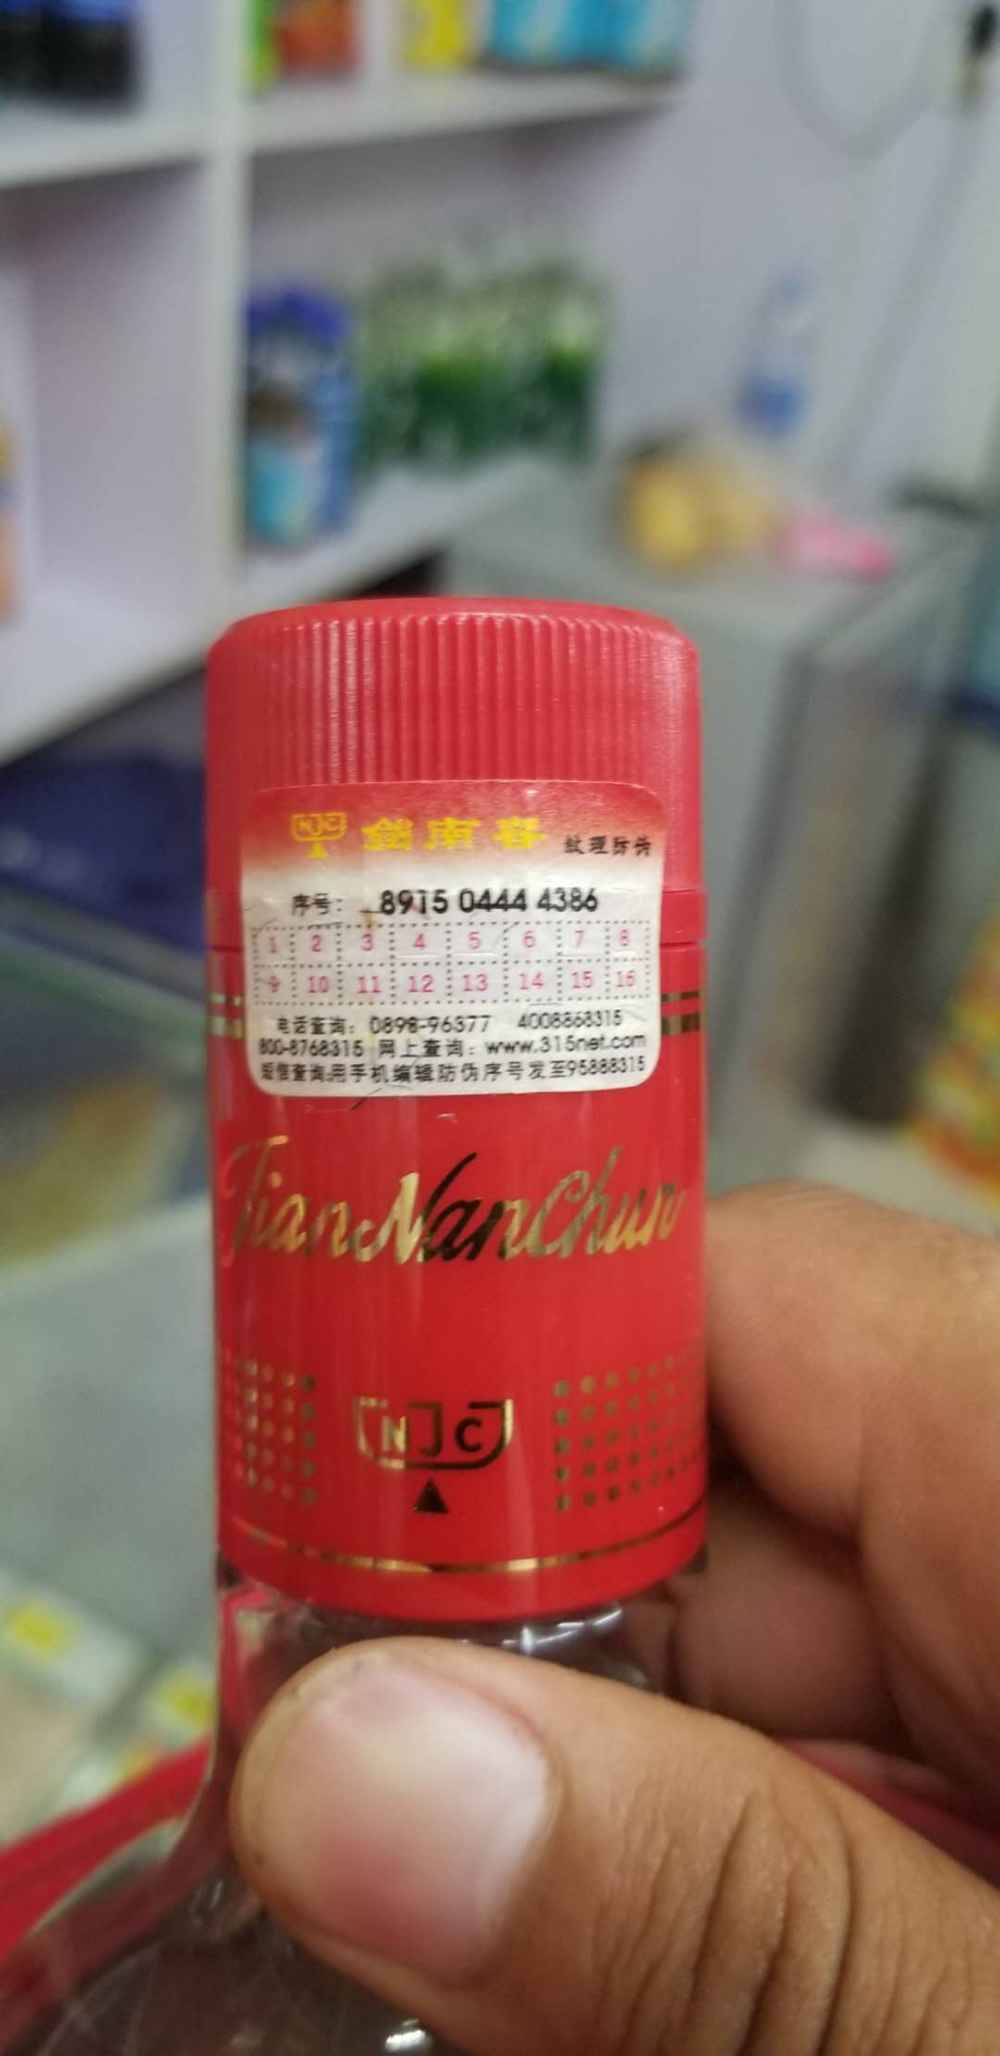 NJC 剑南春 纹理防伪
序号: 8915 0444 4386
1 2 3 4 5 6 7 8
9 10 11 12 13 14 15 16
电话查询: 0898-96377 4008868315
800-8768315 网上查询: www.315net.com
短信查询:用手机编辑防伪序号发至95888315
JianNanChun
NJC